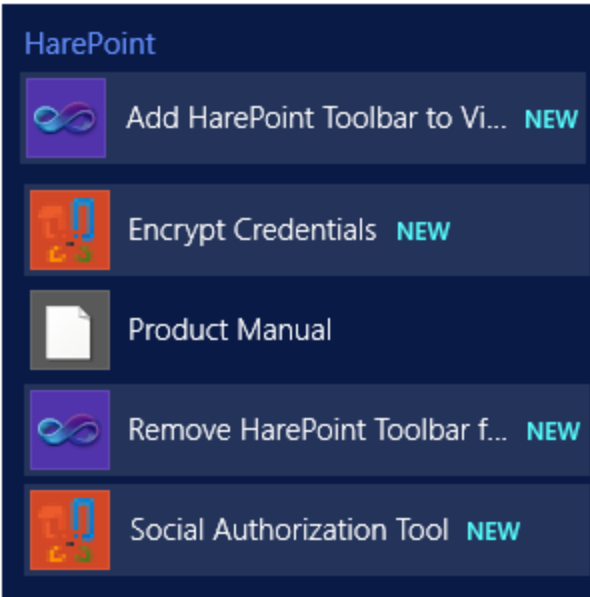 HarePoint
Add HarePoint Toolbar to Vi... NEW
Encrypt Credentials NEW
Product Manual
Remove HarePoint Toolbar f... NEW
Social Authorization Tool NEW